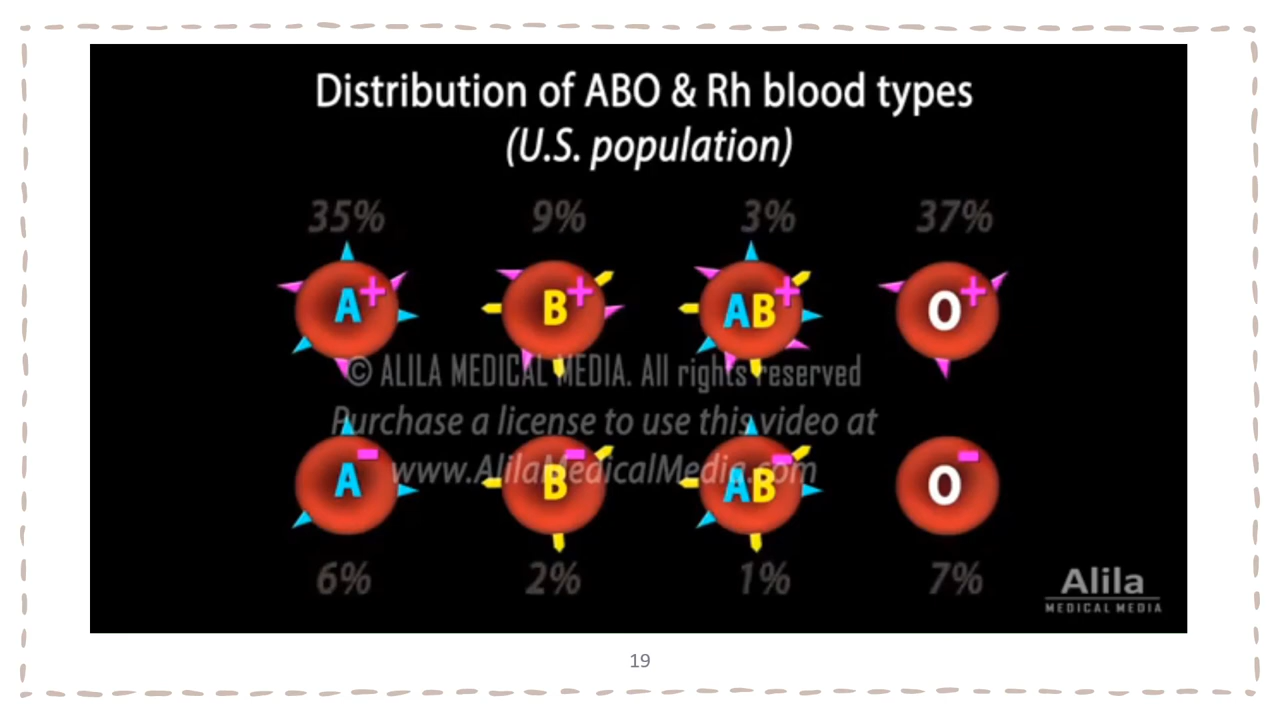 Distribution of ABO & Rh blood types
(U.S. population)
35% 9% 3% 37%
A+ B+ AB+ O+
© ALILA MEDICAL MEDIA. All rights reserved
Purchase a license to use this video at
www.AlilaMedicalMedia.com
A- B- AB- O-
6% 2% 1% 7%
Alila
MEDICAL MEDIA
19